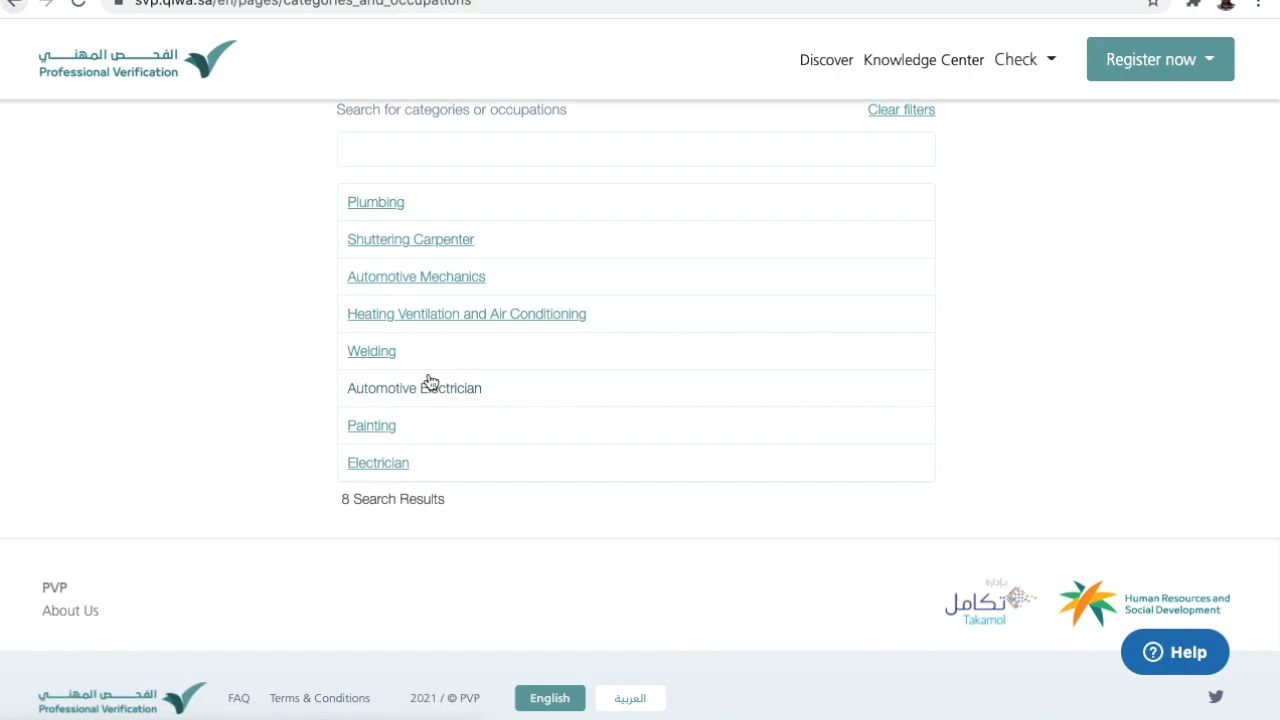 svp.qiwa.sa/en/pages/categories_and_occupations
الفحص المهني
Professional Verification
Discover
Knowledge Center
Check
Register now
Search for categories or occupations
Clear filters
Plumbing
Shuttering Carpenter
Automotive Mechanics
Heating Ventilation and Air Conditioning
Welding
Automotive Electrician
Painting
Electrician
8 Search Results
PVP
About Us
بإدارة
تكامل
Takamol
Human Resources and
Social Development
Help
الفحص المهني
Professional Verification
FAQ
Terms & Conditions
2021 / © PVP
English
العربية